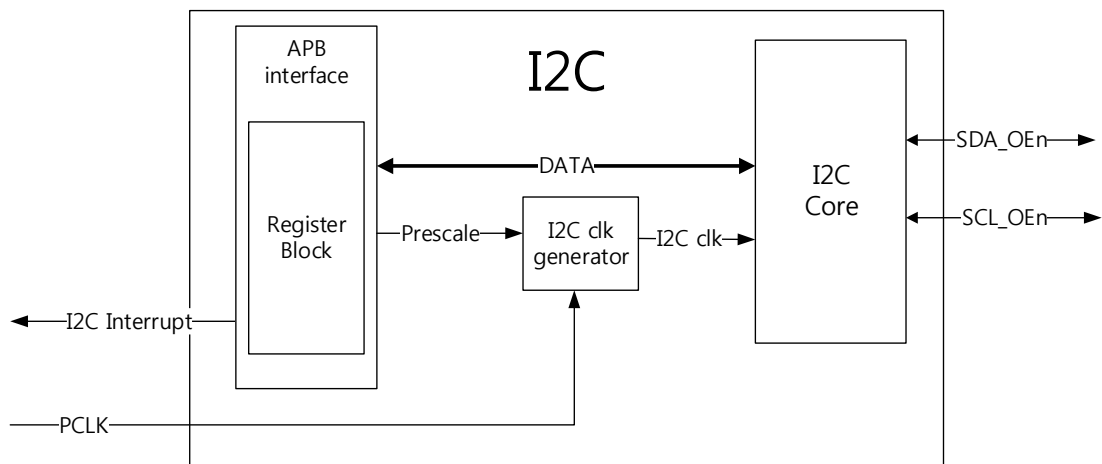 APB
interface
I2C
DATA
SDA_OEn
I2C
Core
SCL_OEn
Register
Block
Prescale
I2C clk
generator
I2C clk
I2C Interrupt
PCLK